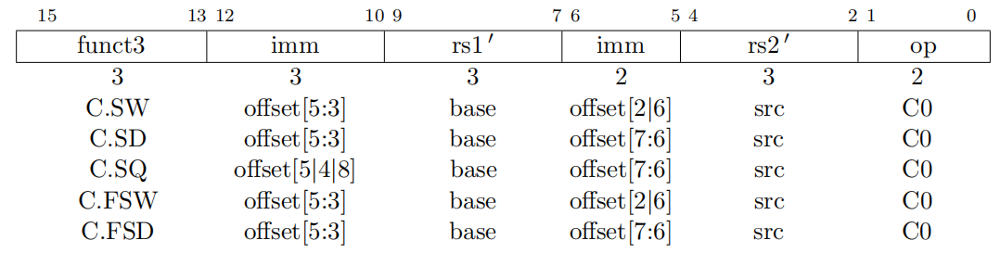 15 13 12 10 9 7 6 5 4 2 1 0
funct3 imm rs1′ imm rs2′ op
3 3 3 2 3 2
C.SW offset[5:3] base offset[2|6] src C0
C.SD offset[5:3] base offset[7:6] src C0
C.SQ offset[5|4|8] base offset[7:6] src C0
C.FSW offset[5:3] base offset[2|6] src C0
C.FSD offset[5:3] base offset[7:6] src C0